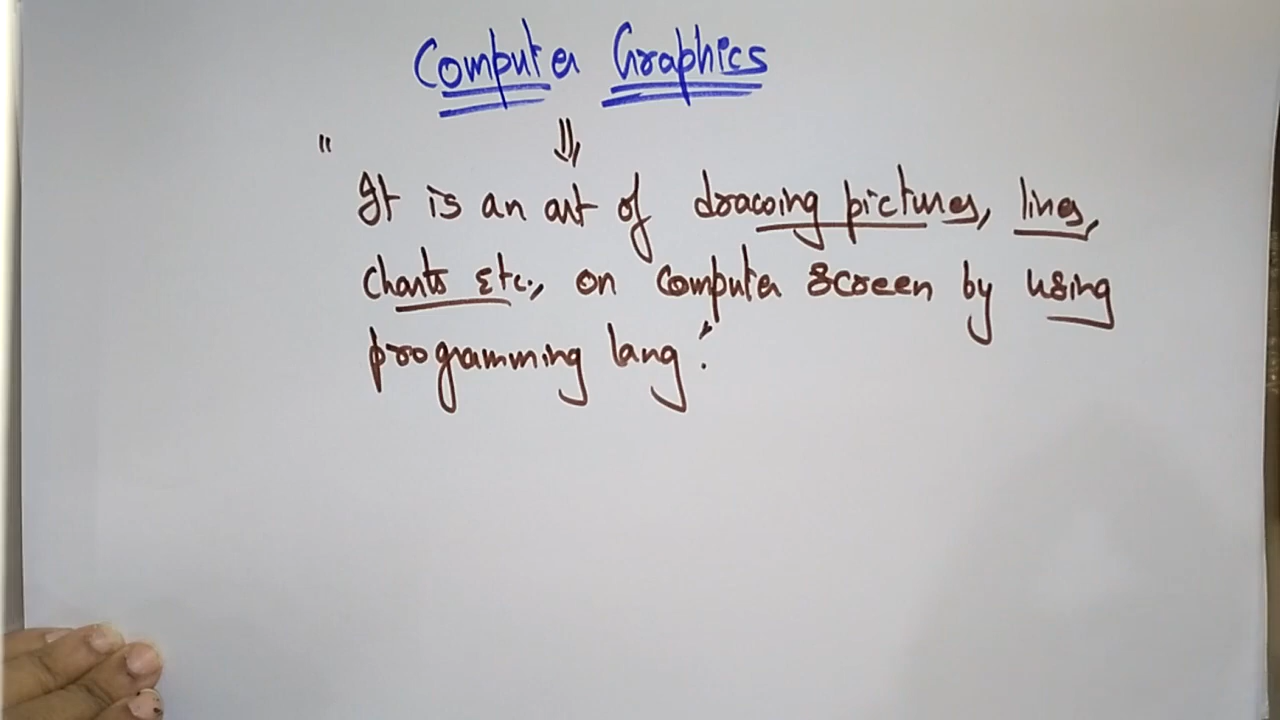 Computer Graphics
⇓
"
It is an art of drawing pictures, lines,
charts etc., on computer screen by using
programming lang".